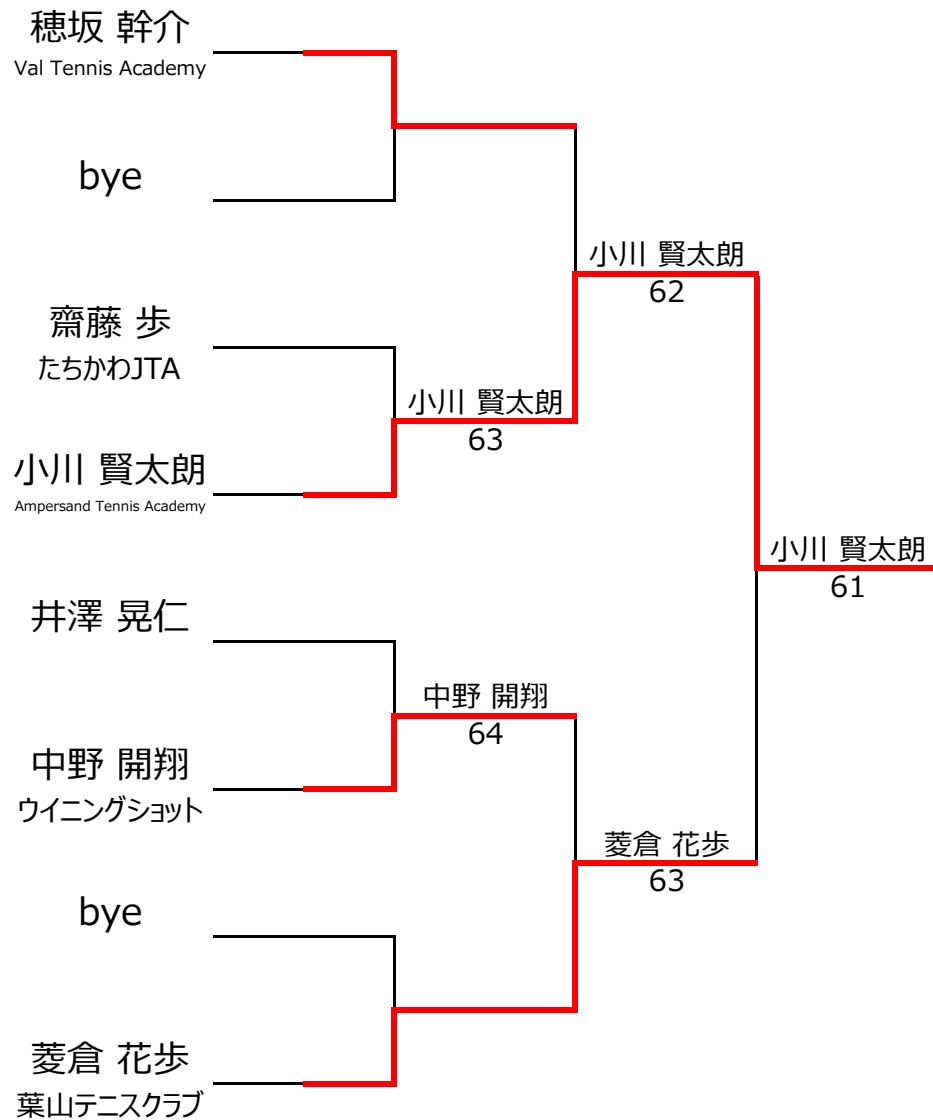 穂坂 幹介
Val Tennis Academy
bye
小川 賢太朗
62
齋藤 歩
たちかわJTA
小川 賢太朗
63
小川 賢太朗
Ampersand Tennis Academy
小川 賢太朗
61
井澤 晃仁
中野 開翔
64
中野 開翔
ウイニングショット
菱倉 花歩
63
bye
菱倉 花歩
葉山テニスクラブ